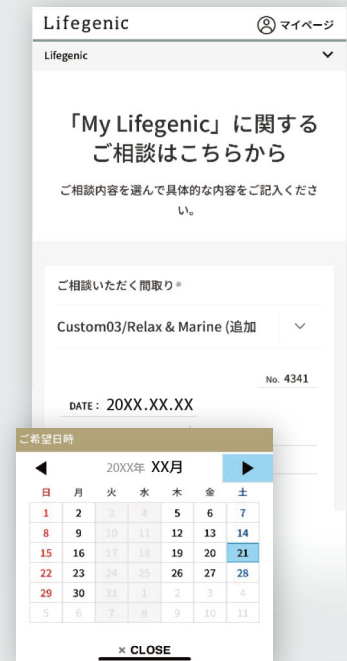 Lifegenic
マイページ
Lifegenic
「My Lifegenic」に関する
ご相談はこちらから
ご相談内容を選んで具体的な内容をご記入くださ
い。
ご相談いただく間取り※
Custom03/Relax & Marine (追加
No. 4341
DATE： 20XX.XX.XX
ご希望日時
◀ 20XX年 XX月 ▶
日 月 火 水 木 金 土
1 2 3 4 5 6 7
8 9 10 11 12 13 14
15 16 17 18 19 20 21
22 23 24 25 26 27 28
29 30 31 1 2 3 4
5 6 7 8 9 10 11
× CLOSE